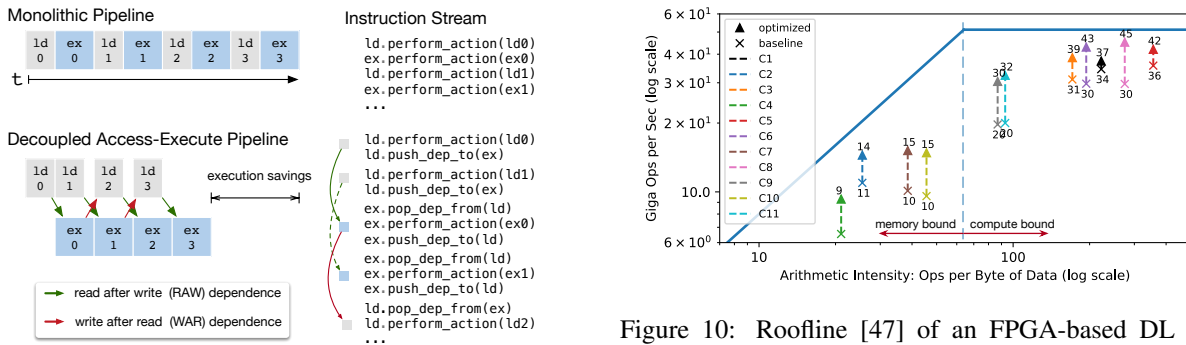 Monolithic Pipeline
ld ex ld ex ld ex ld ex
0 0 1 1 2 2 3 3
t
Decoupled Access-Execute Pipeline
ld ld ld ld
0 1 2 3
execution savings
ex ex ex ex
0 1 2 3
read after write (RAW) dependence
write after read (WAR) dependence
Instruction Stream
ld.perform_action(ld0)
ex.perform_action(ex0)
ld.perform_action(ld1)
ex.perform_action(ex1)
...
ld.perform_action(ld0)
ld.push_dep_to(ex)
ld.perform_action(ld1)
ld.push_dep_to(ex)
ex.pop_dep_from(ld)
ex.perform_action(ex0)
ex.push_dep_to(ld)
ex.pop_dep_from(ld)
ex.perform_action(ex1)
ex.push_dep_to(ld)
ld.pop_dep_from(ex)
ld.perform_action(ld2)
...
Giga Ops per Sec (log scale)
6 × 10¹
4 × 10¹
3 × 10¹
2 × 10¹
10.0
6 × 10⁰
optimized
baseline
C1
C2
C3
C4
C5
C6
C7
C8
C9
C10
C11
9
14
11
15
10
15
10
30
20
32
20
39
31
43
30
37
34
45
30
42
36
memory bound
compute bound
10
100
Arithmetic Intensity: Ops per Byte of Data (log scale)
Figure 10: Roofline [47] of an FPGA-based DL